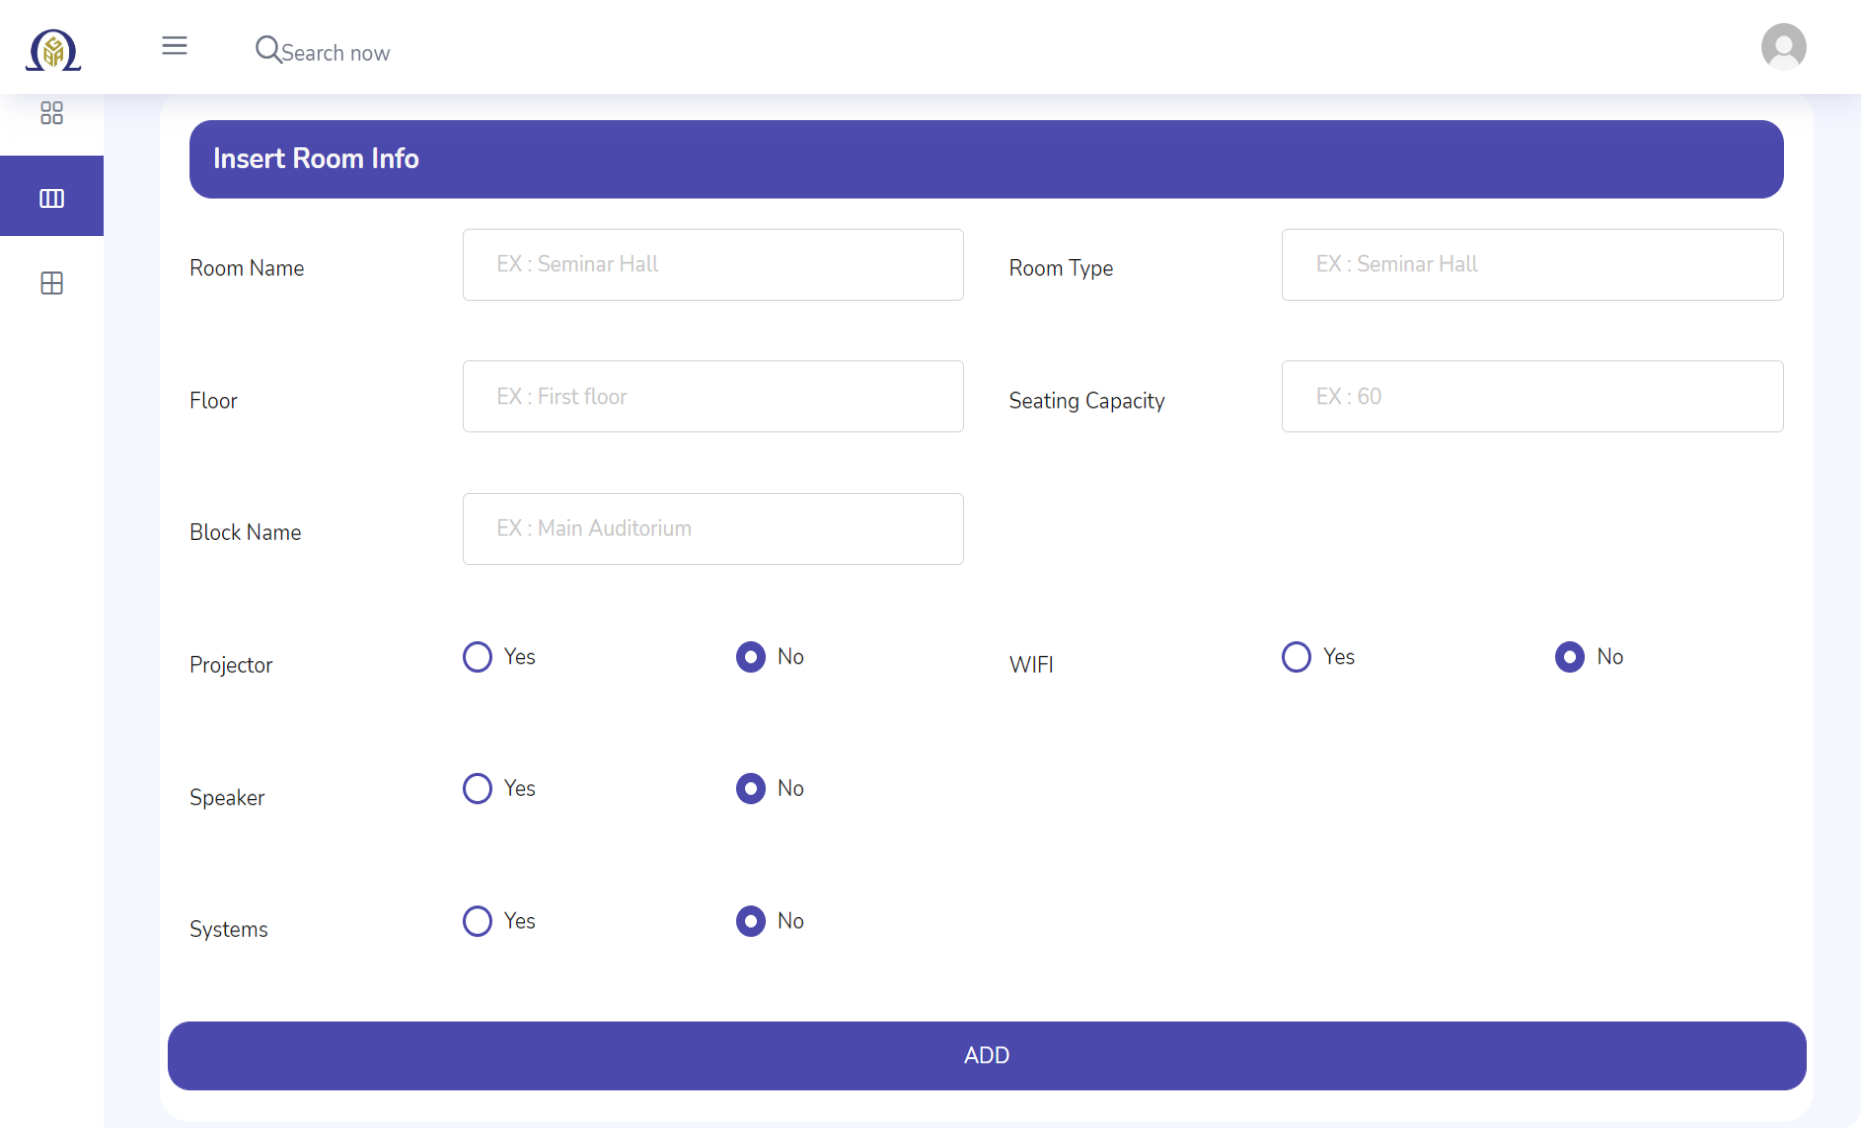 Search now
Insert Room Info
Room Name EX : Seminar Hall Room Type EX : Seminar Hall
Floor EX : First floor Seating Capacity EX : 60
Block Name EX : Main Auditorium
Projector Yes No WIFI Yes No
Speaker Yes No
Systems Yes No
ADD